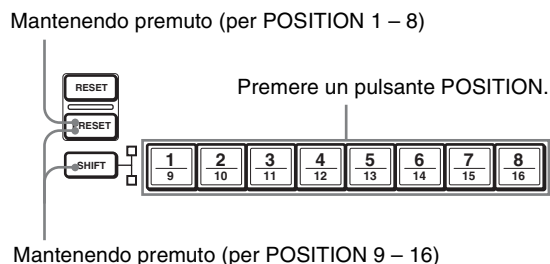 Mantenendo premuto (per POSITION 1 – 8)
Premere un pulsante POSITION.
RESET
PRESET
SHIFT
1 2 3 4 5 6 7 8
9 10 11 12 13 14 15 16
Mantenendo premuto (per POSITION 9 – 16)